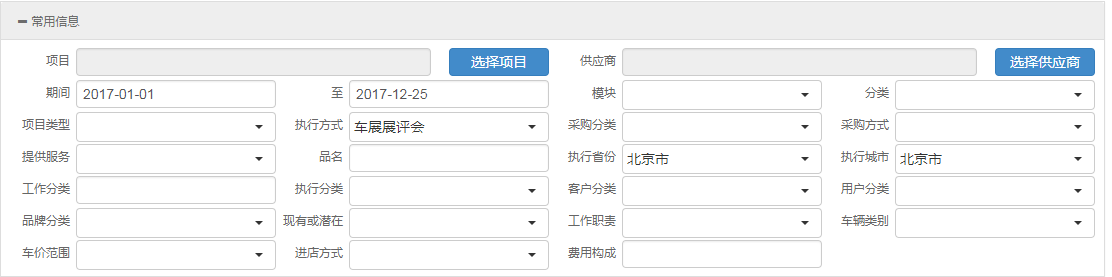 常用信息
项目 选择项目 供应商 选择供应商
期间 2017-01-01 至 2017-12-25 模块 分类
项目类型 执行方式 车展展评会 采购分类 采购方式
提供服务 品名 执行省份 北京市 执行城市 北京市
工作分类 执行分类 客户分类 用户分类
品牌分类 现有或潜在 工作职责 车辆类别
车价范围 进店方式 费用构成